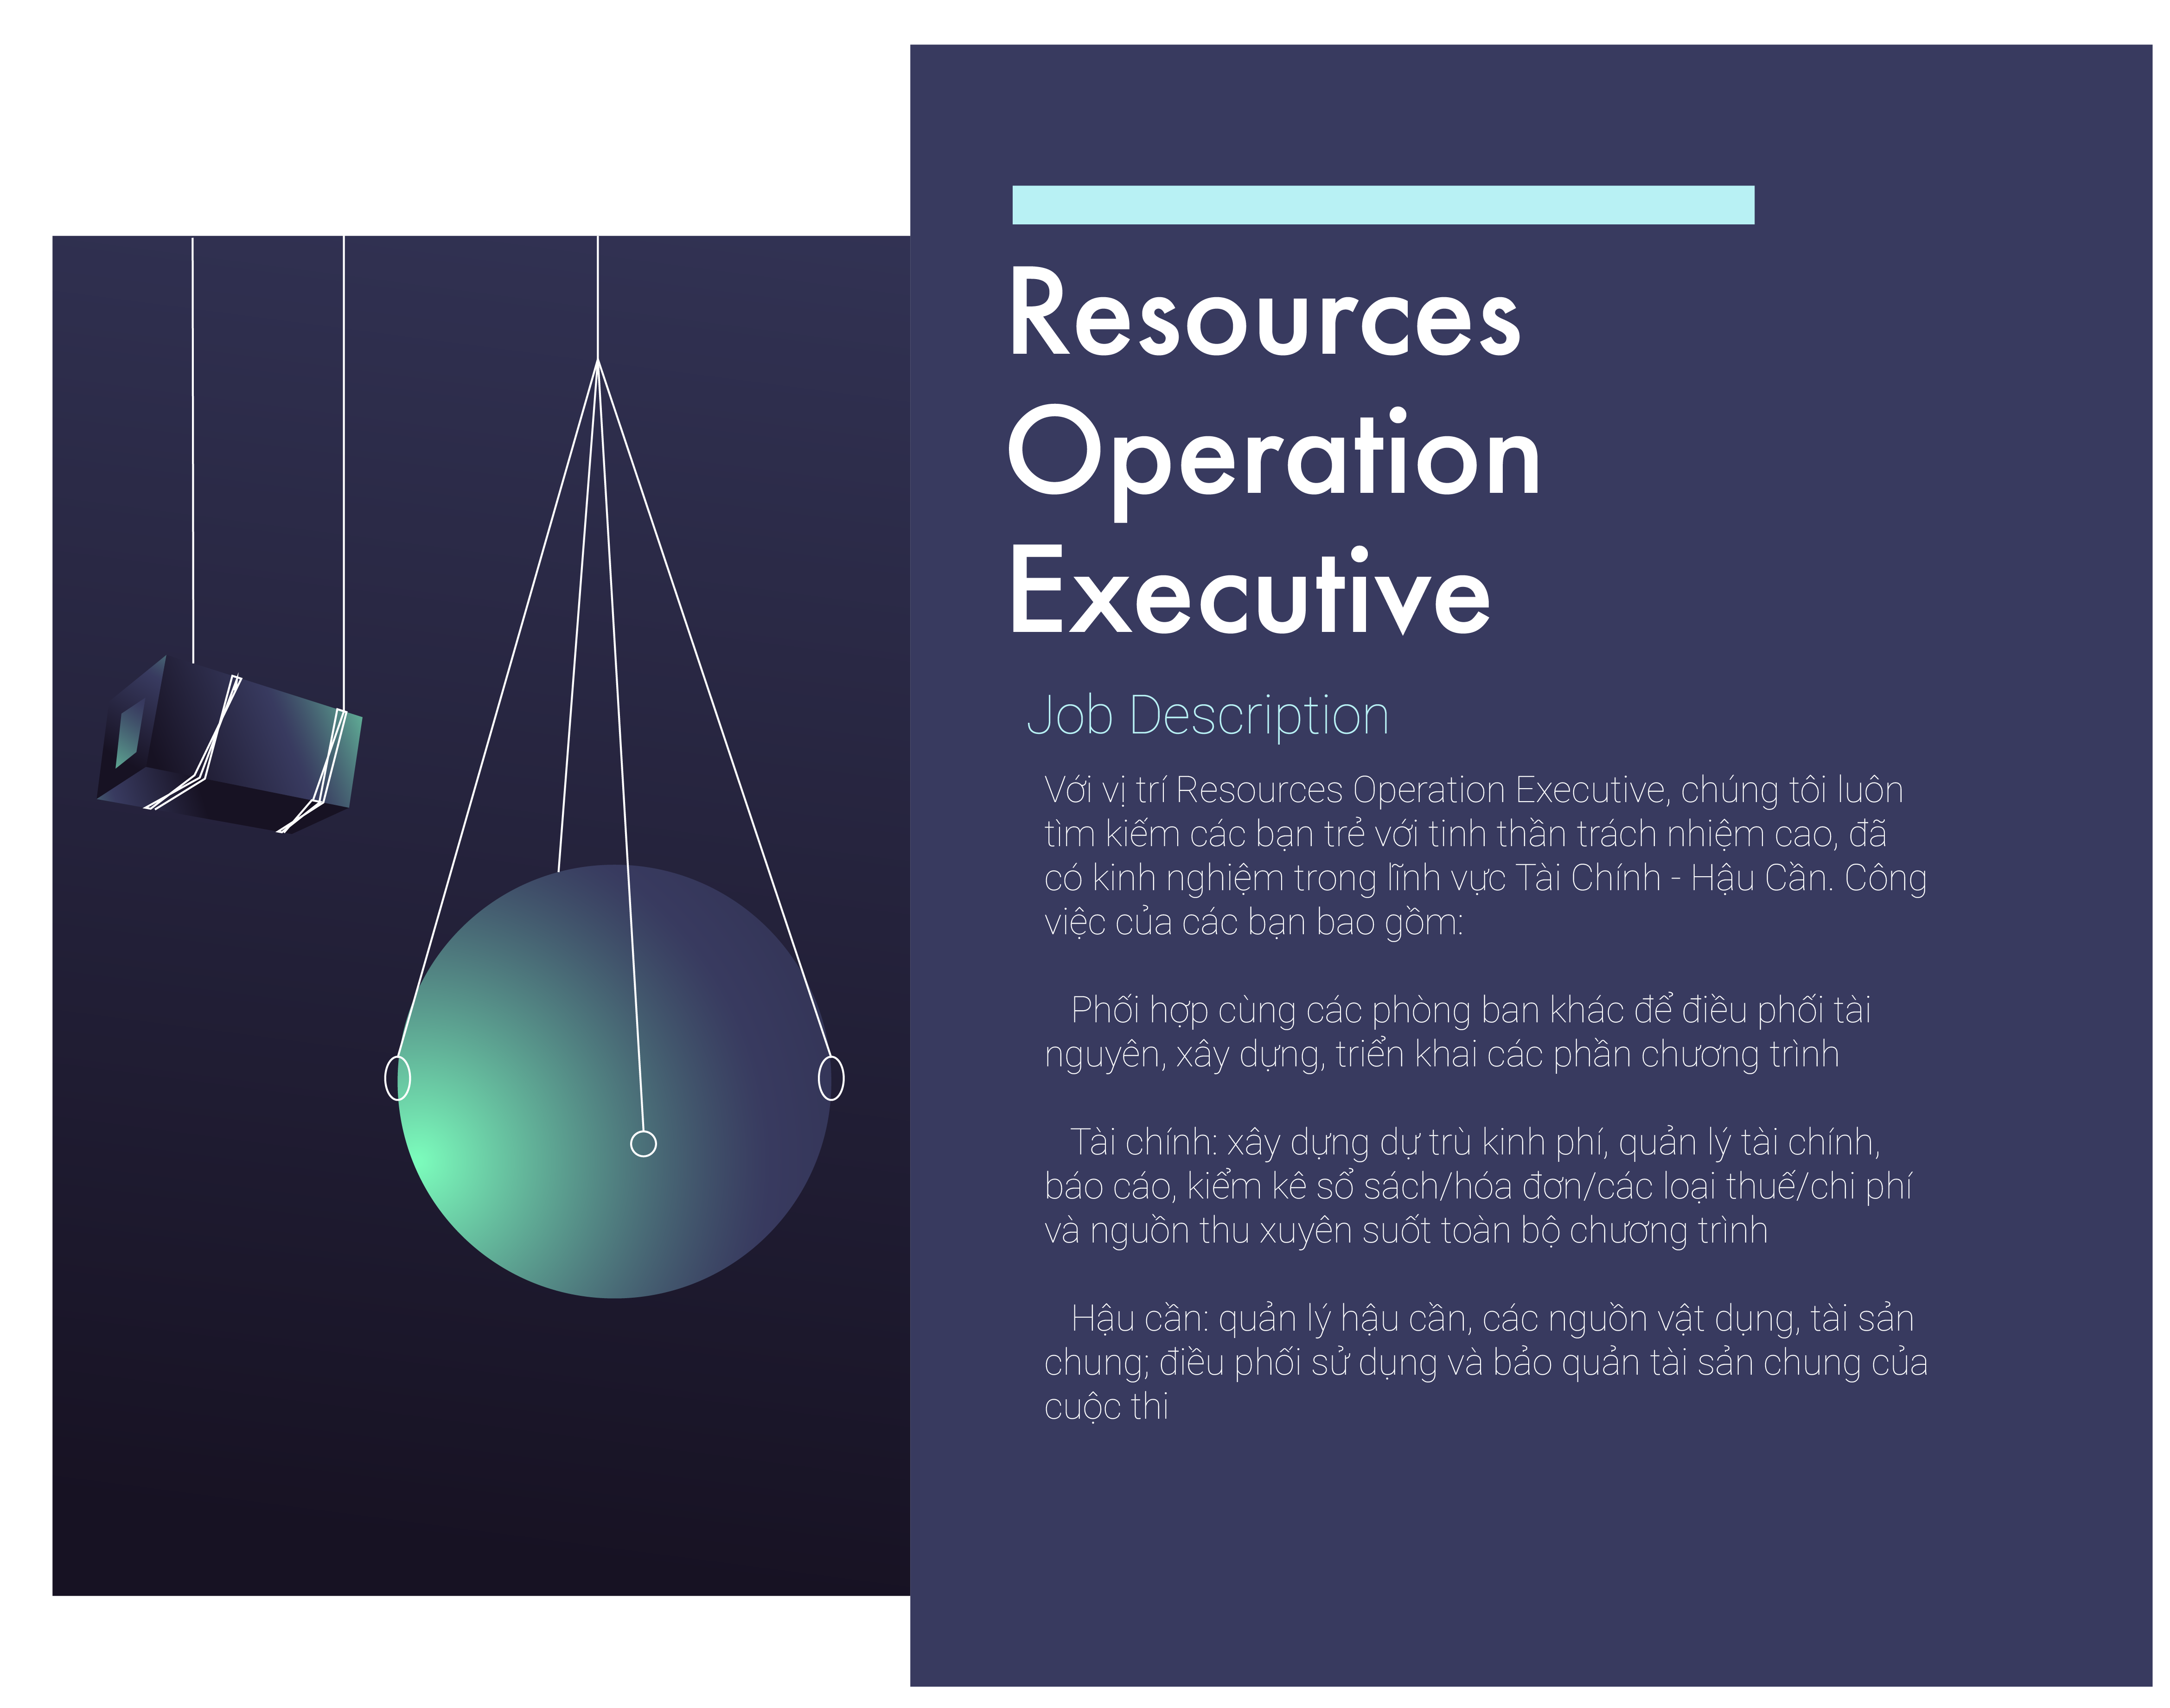 Resources
Operation
Executive
Job Description
Với vị trí Resources Operation Executive, chúng tôi luôn
tìm kiếm các bạn trẻ với tinh thần trách nhiệm cao, đã
có kinh nghiệm trong lĩnh vực Tài Chính - Hậu Cần. Công
việc của các bạn bao gồm:
Phối hợp cùng các phòng ban khác để điều phối tài
nguyên, xây dựng, triển khai các phần chương trình
Tài chính: xây dựng dự trù kinh phí, quản lý tài chính,
báo cáo, kiểm kê sổ sách/hóa đơn/các loại thuế/chi phí
và nguồn thu xuyên suốt toàn bộ chương trình
Hậu cần: quản lý hậu cần, các nguồn vật dụng, tài sản
chung; điều phối sử dụng và bảo quản tài sản chung của
cuộc thi